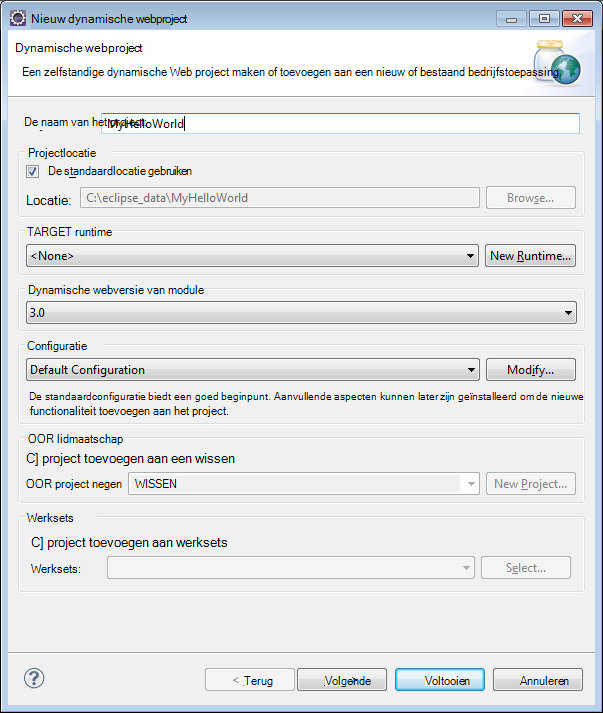 Nieuw dynamische webproject
Dynamische webproject
Een zelfstandige dynamische Web project maken of toevoegen aan een nieuw of bestaand bedrijfstoepassing.
De naam van het project: MyHelloWorld
Projectlocatie
De standaardlocatie gebruiken
Locatie: C:\eclipse_data\MyHelloWorld Browse...
TARGET runtime
<None> New Runtime...
Dynamische webversie van module
3.0
Configuratie
Default Configuration Modify...
De standaardconfiguratie biedt een goed beginpunt. Aanvullende aspecten kunnen later zijn geïnstalleerd om de nieuwe
functionaliteit toevoegen aan het project.
OOR lidmaatschap
C] project toevoegen aan een wissen
OOR project negen WISSEN New Project...
Werksets
C] project toevoegen aan werksets
Werksets: Select...
? < Terug Volgende > Voltooien Annuleren